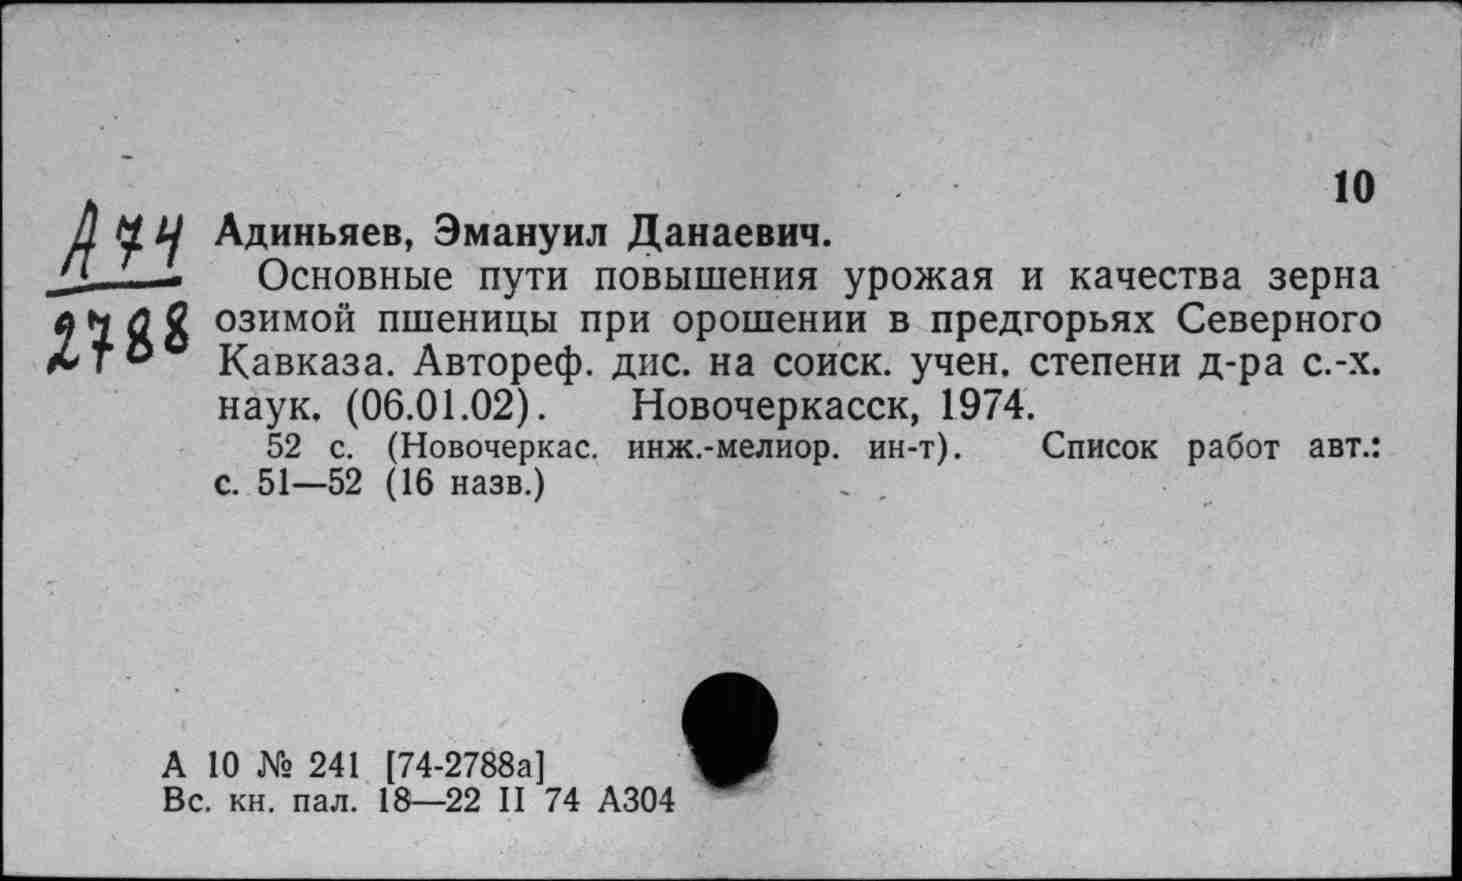 10
А74
2788
Адиньяев, Эмануил Данаевич.
Основные пути повышения урожая и качества зерна
озимой пшеницы при орошении в предгорьях Северного
Кавказа. Автореф. дис. на соиск. учен. степени д-ра с.-х.
наук. (06.01.02). Новочеркасск, 1974.
52 с. (Новочеркас. инж.-мелиор. ин-т). Список работ авт.:
с. 51—52 (16 назв.)
А 10 № 241 [74-2788а]
Вс. кн. пал. 18—22 II 74 А304